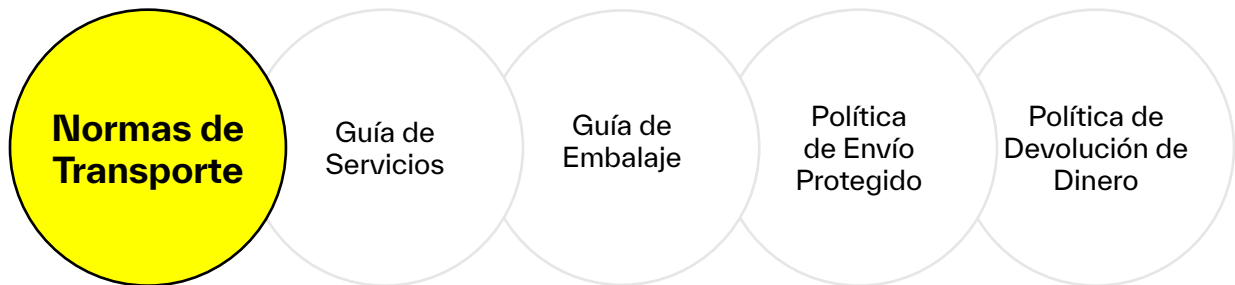 Normas de
Transporte
Guía de
Servicios
Guía de
Embalaje
Política
de Envío
Protegido
Política de
Devolución de
Dinero